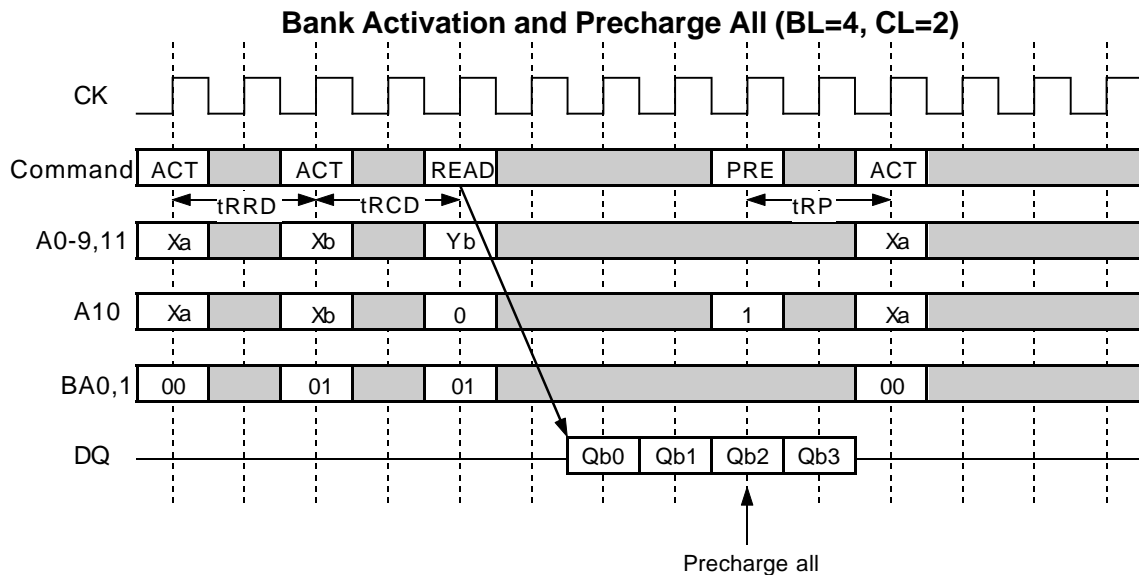 Bank Activation and Precharge All (BL=4, CL=2)
CK
Command ACT ACT READ PRE ACT
tRRD tRCD tRP
A0-9,11 Xa Xb Yb Xa
A10 Xa Xb 0 1 Xa
BA0,1 00 01 01 00
DQ Qb0 Qb1 Qb2 Qb3
Precharge all